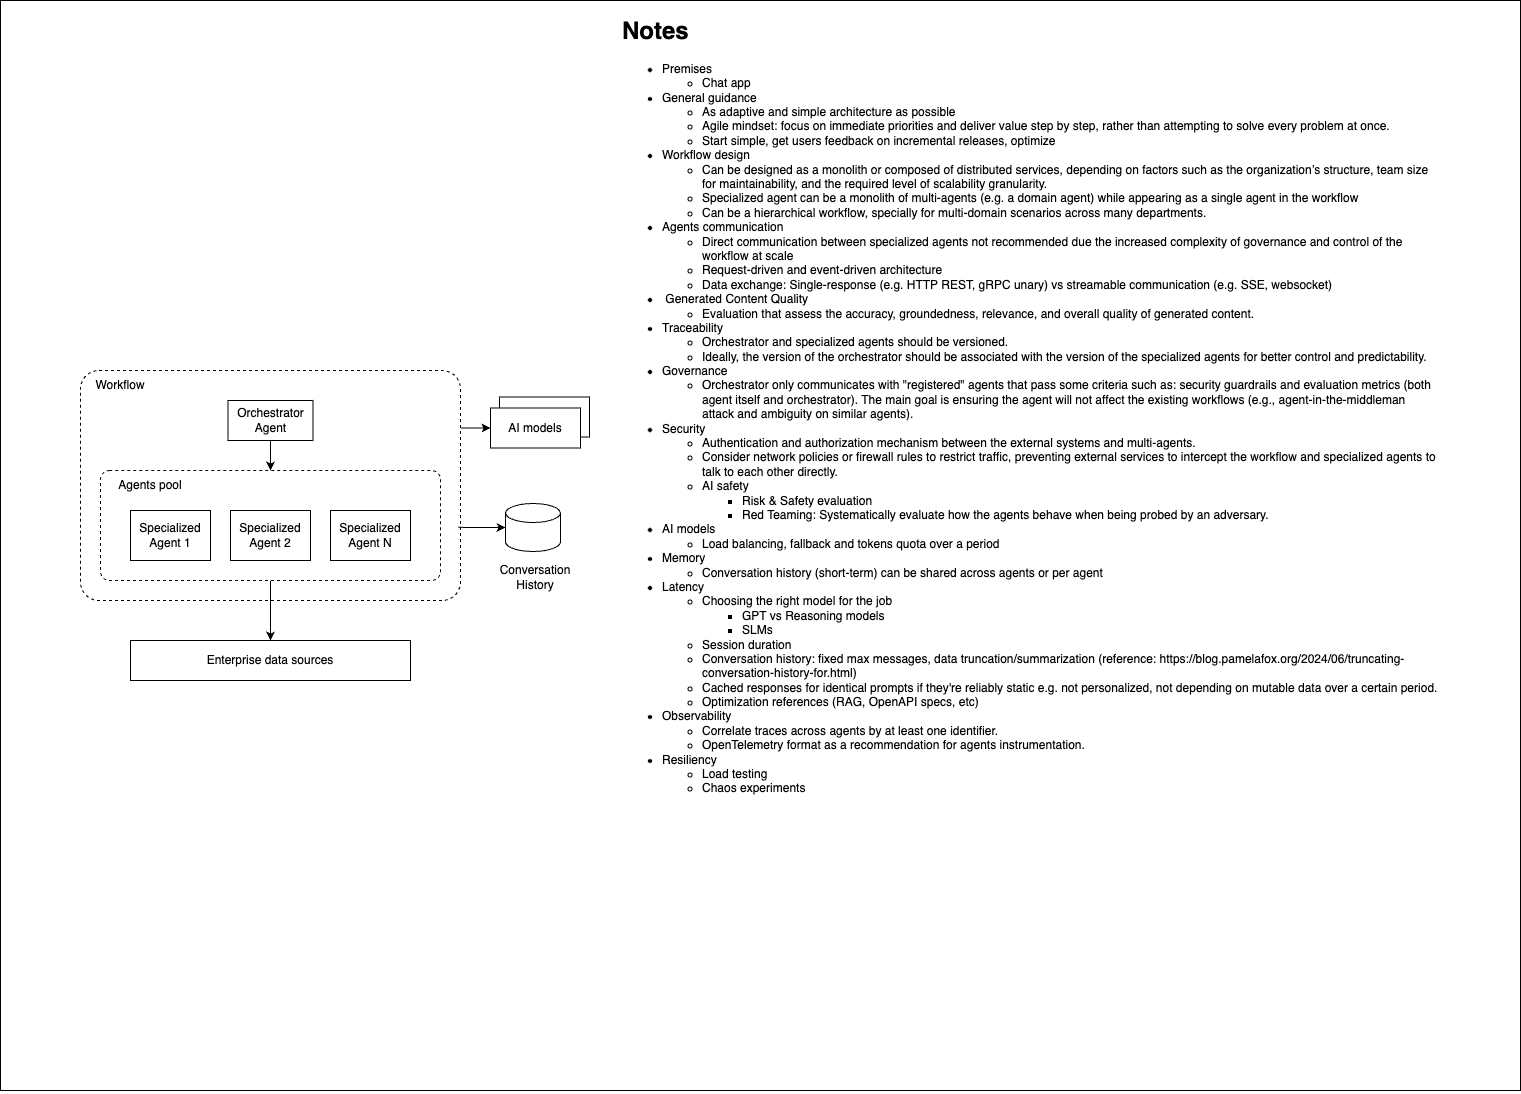 Notes
Premises
Chat app
General guidance
As adaptive and simple architecture as possible
Agile mindset: focus on immediate priorities and deliver value step by step, rather than attempting to solve every problem at once.
Start simple, get users feedback on incremental releases, optimize
Workflow design
Can be designed as a monolith or composed of distributed services, depending on factors such as the organization's structure, team size
for maintainability, and the required level of scalability granularity.
Specialized agent can be a monolith of multi-agents (e.g. a domain agent) while appearing as a single agent in the workflow
Can be a hierarchical workflow, specially for multi-domain scenarios across many departments.
Agents communication
Direct communication between specialized agents not recommended due the increased complexity of governance and control of the
workflow at scale
Request-driven and event-driven architecture
Data exchange: Single-response (e.g. HTTP REST, gRPC unary) vs streamable communication (e.g. SSE, websocket)
Generated Content Quality
Evaluation that assess the accuracy, groundedness, relevance, and overall quality of generated content.
Traceability
Orchestrator and specialized agents should be versioned.
Ideally, the version of the orchestrator should be associated with the version of the specialized agents for better control and predictability.
Governance
Orchestrator only communicates with "registered" agents that pass some criteria such as: security guardrails and evaluation metrics (both
agent itself and orchestrator). The main goal is ensuring the agent will not affect the existing workflows (e.g., agent-in-the-middleman
attack and ambiguity on similar agents).
Security
Authentication and authorization mechanism between the external systems and multi-agents.
Consider network policies or firewall rules to restrict traffic, preventing external services to intercept the workflow and specialized agents to
talk to each other directly.
AI safety
Risk & Safety evaluation
Red Teaming: Systematically evaluate how the agents behave when being probed by an adversary.
AI models
Load balancing, fallback and tokens quota over a period
Memory
Conversation history (short-term) can be shared across agents or per agent
Latency
Choosing the right model for the job
GPT vs Reasoning models
SLMs
Session duration
Conversation history: fixed max messages, data truncation/summarization (reference: https://blog.pamelafox.org/2024/06/truncating-
conversation-history-for.html)
Cached responses for identical prompts if they're reliably static e.g. not personalized, not depending on mutable data over a certain period.
Optimization references (RAG, OpenAPI specs, etc)
Observability
Correlate traces across agents by at least one identifier.
OpenTelemetry format as a recommendation for agents instrumentation.
Resiliency
Load testing
Chaos experiments
Workflow
Orchestrator
Agent
Agents pool
Specialized
Agent 1
Specialized
Agent 2
Specialized
Agent N
AI models
Conversation
History
Enterprise data sources